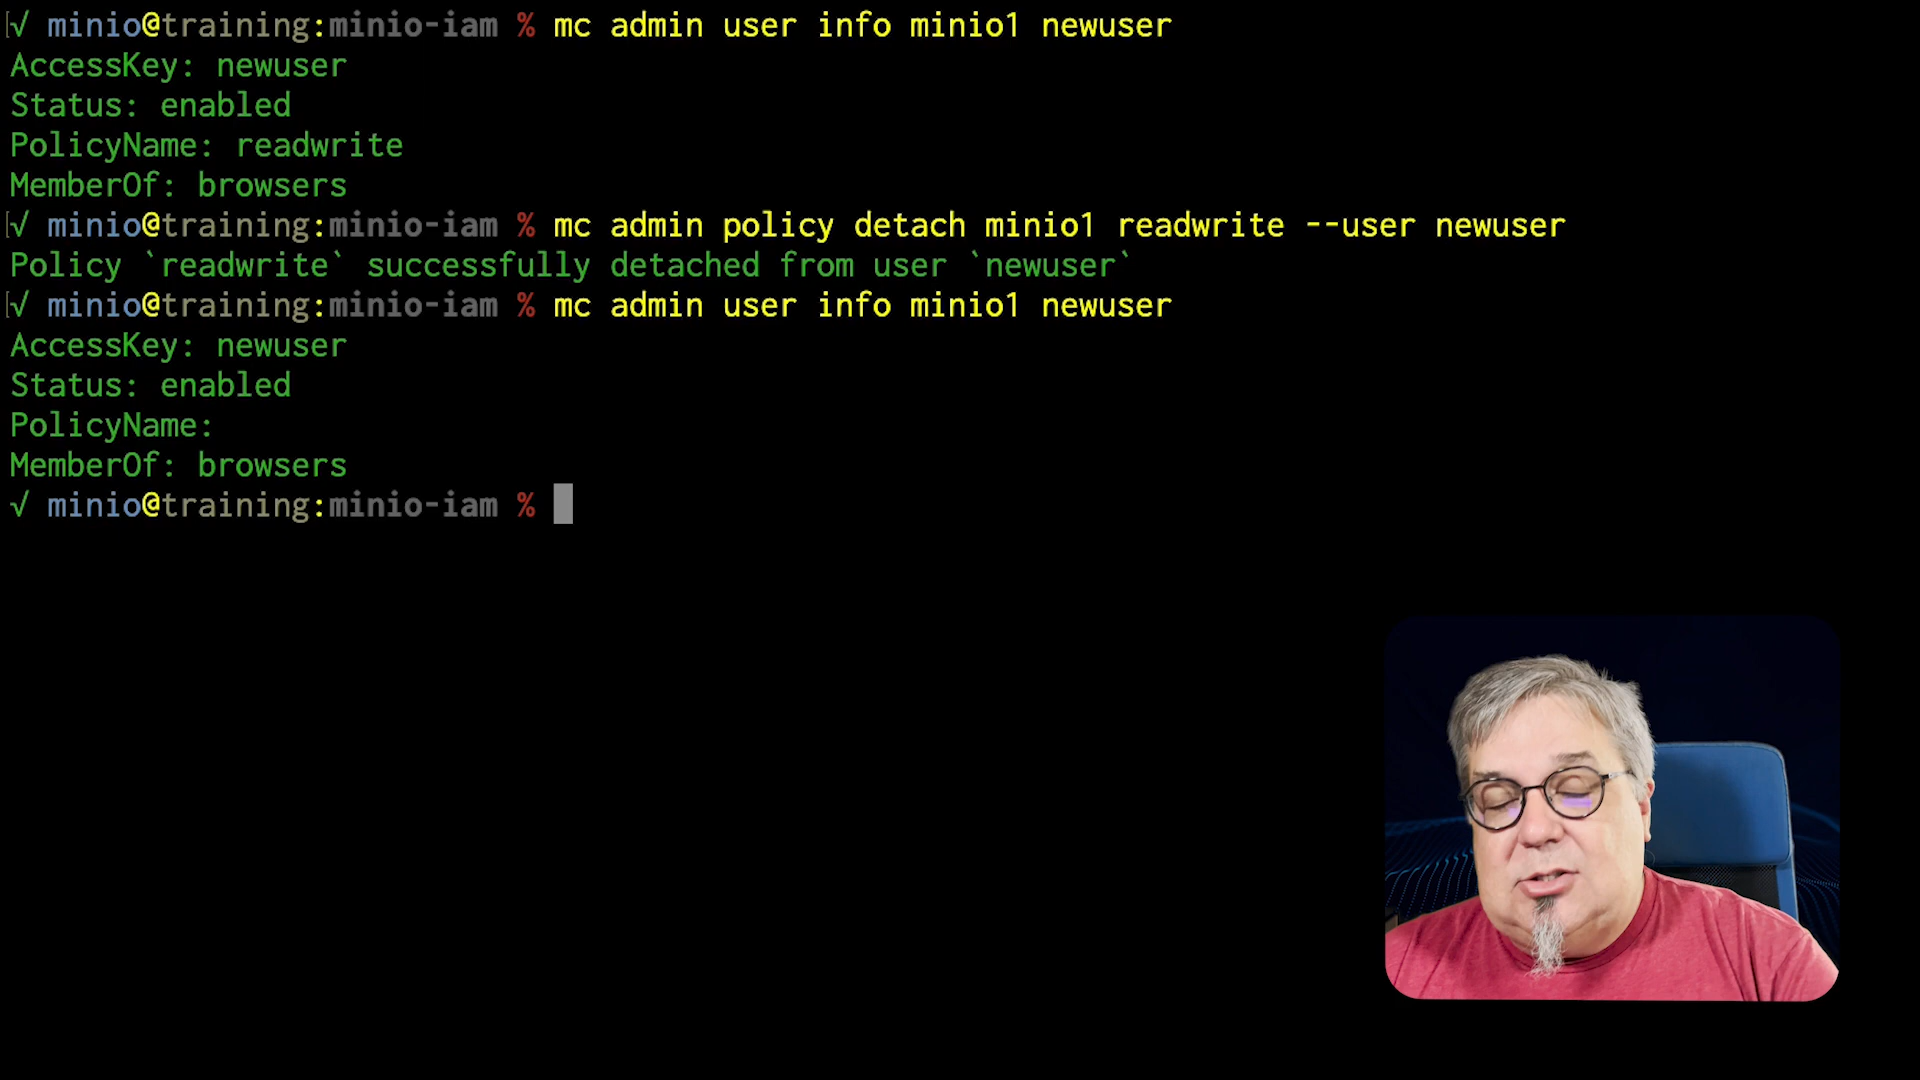 √ minio@training:minio-iam % mc admin user info minio1 newuser
AccessKey: newuser
Status: enabled
PolicyName: readwrite
MemberOf: browsers
√ minio@training:minio-iam % mc admin policy detach minio1 readwrite --user newuser
Policy `readwrite` successfully detached from user `newuser`
√ minio@training:minio-iam % mc admin user info minio1 newuser
AccessKey: newuser
Status: enabled
PolicyName:
MemberOf: browsers
√ minio@training:minio-iam %